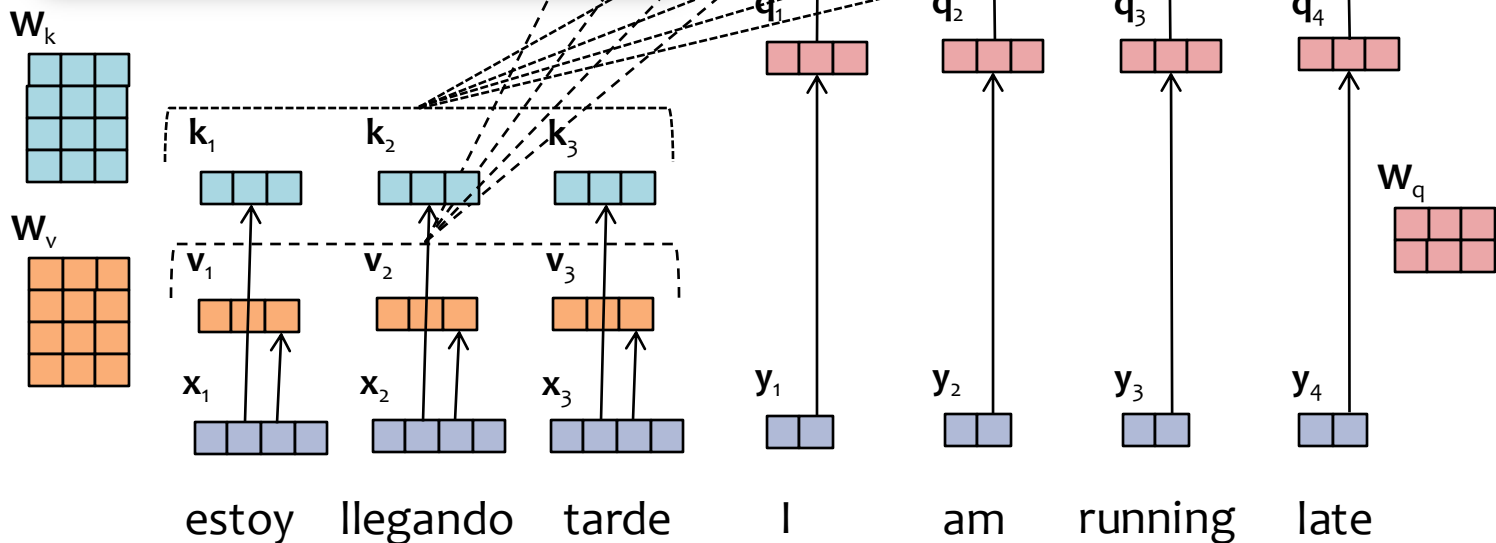 W_k q_1 q_2 q_3 q_4
k_1 k_2 k_3
W_q
W_v v_1 v_2 v_3
x_1 x_2 x_3 y_1 y_2 y_3 y_4
estoy llegando tarde I am running late